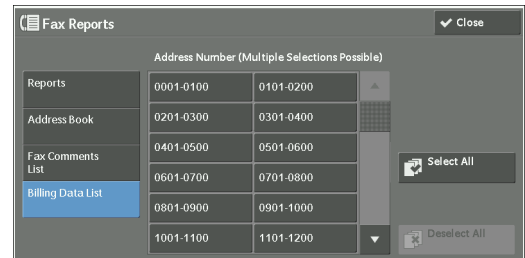 Fax Reports
Close
Address Number (Multiple Selections Possible)
Reports
0001-0100 0101-0200
Address Book
0201-0300 0301-0400
Fax Comments
List
0401-0500 0501-0600
Select All
0601-0700 0701-0800
Billing Data List
0801-0900 0901-1000
1001-1100 1101-1200
Deselect All